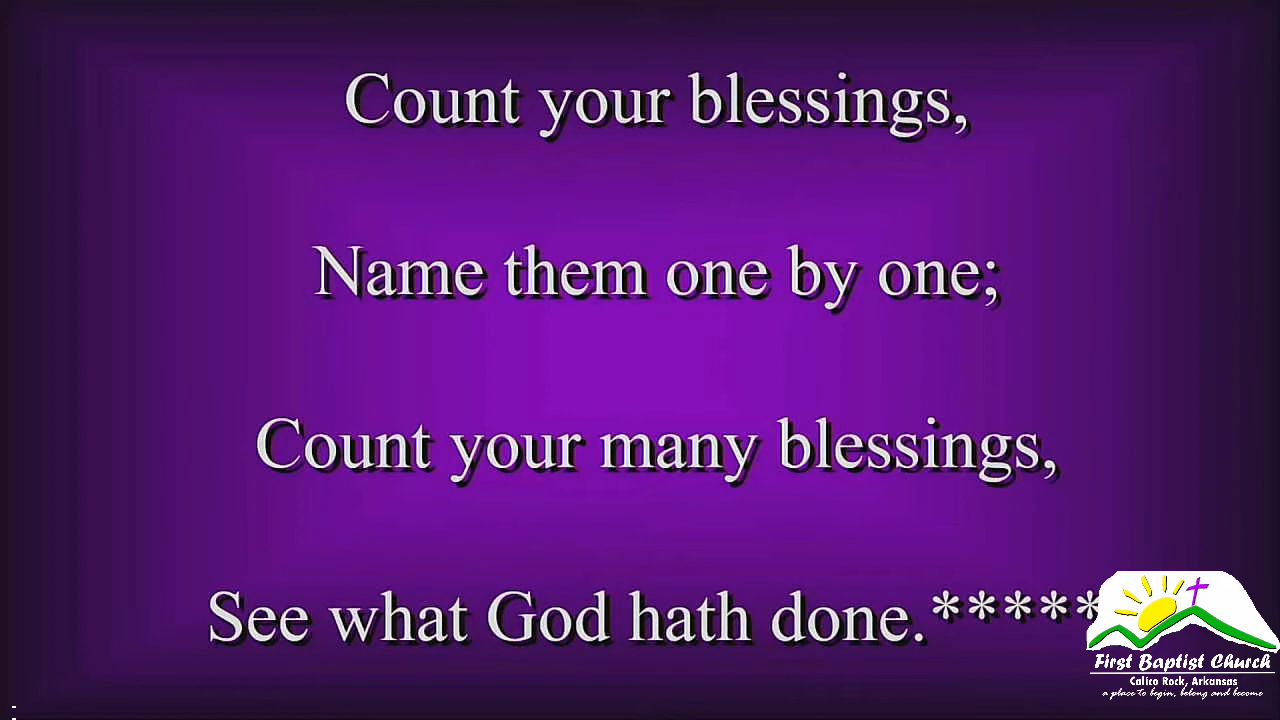 Count your blessings,
Name them one by one;
Count your many blessings,
See what God hath done.*****
First Baptist Church
Calico Rock, Arkansas
a place to begin, belong and become